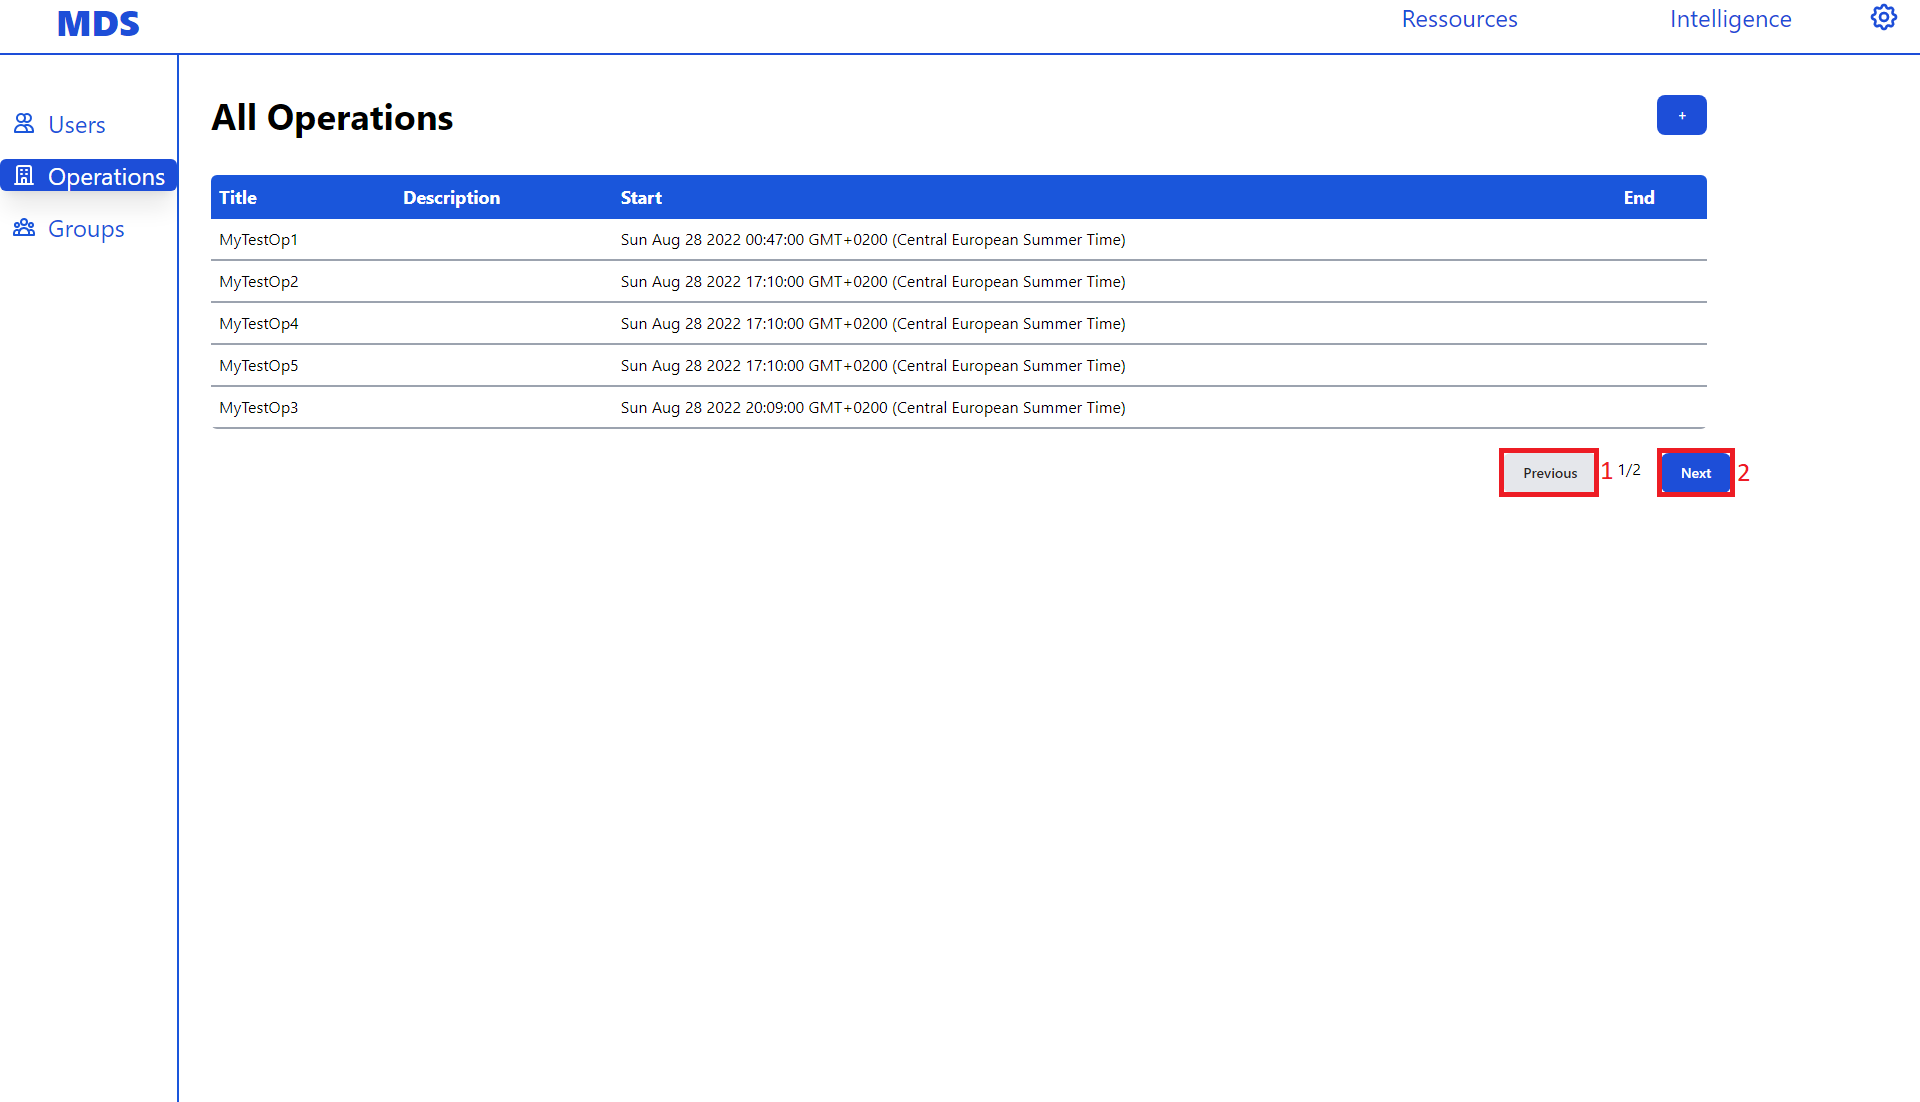 MDS
Ressources
Intelligence
Users
Operations
Groups
All Operations
+
Title Description Start End
MyTestOp1 Sun Aug 28 2022 00:47:00 GMT+0200 (Central European Summer Time)
MyTestOp2 Sun Aug 28 2022 17:10:00 GMT+0200 (Central European Summer Time)
MyTestOp4 Sun Aug 28 2022 17:10:00 GMT+0200 (Central European Summer Time)
MyTestOp5 Sun Aug 28 2022 17:10:00 GMT+0200 (Central European Summer Time)
MyTestOp3 Sun Aug 28 2022 20:09:00 GMT+0200 (Central European Summer Time)
Previous 1 1/2 Next 2